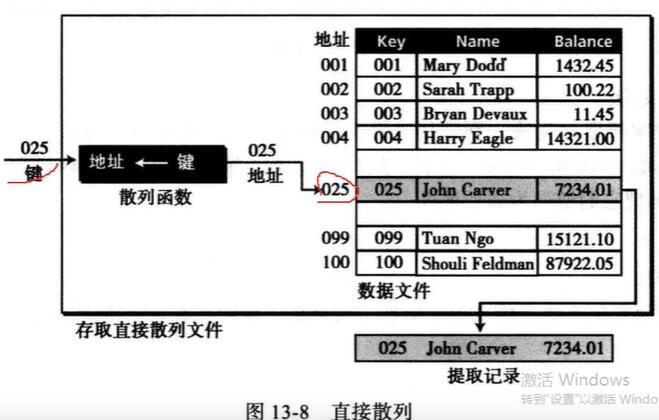 地址 Key Name Balance
001 001 Mary Dodd 1432.45
002 002 Sarah Trapp 100.22
003 003 Bryan Devaux 11.45
004 004 Harry Eagle 14321.00
025 键
地址 ← 键
散列函数
025 地址
025 025 John Carver 7234.01
099 099 Tuan Ngo 15121.10
100 100 Shouli Feldman 87922.05
数据文件
存取直接散列文件
025 John Carver 7234.01
提取记录
激活 Windows
转到"设置"以激活 Windo
图 13-8 直接散列